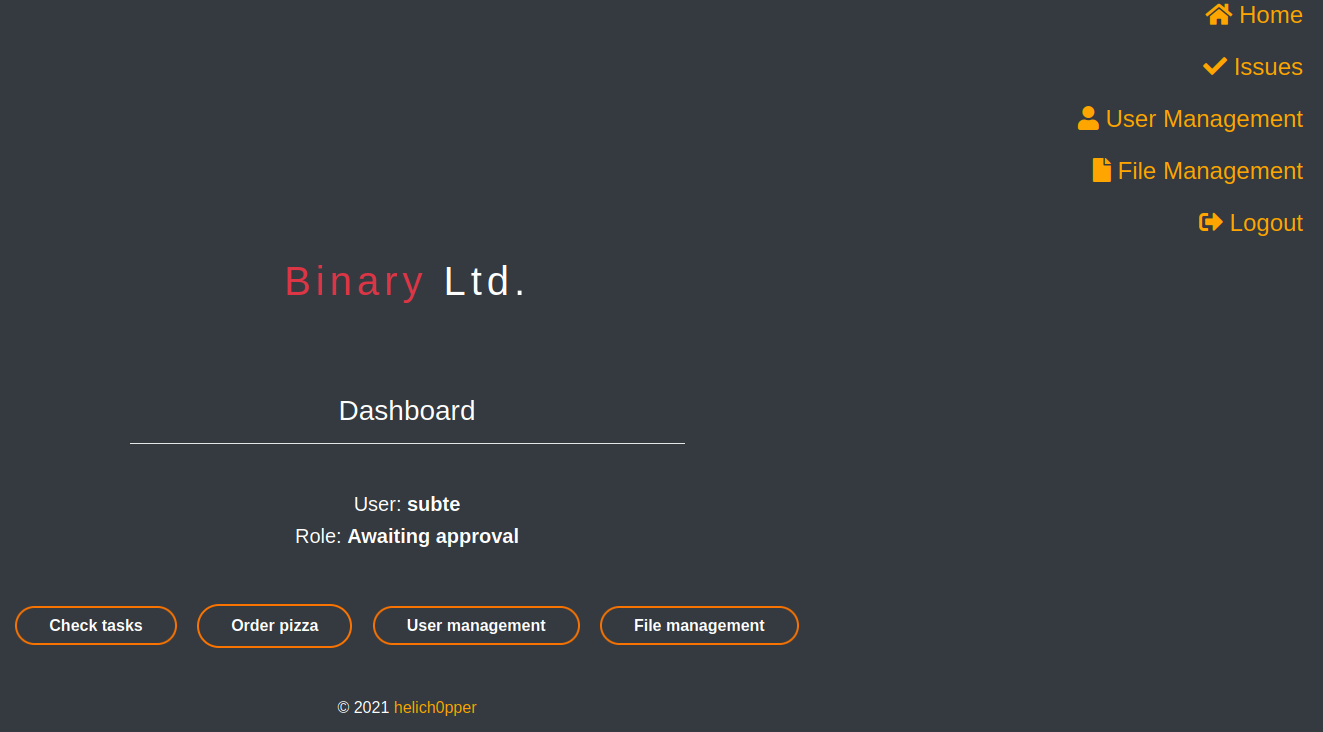 Home
Issues
User Management
File Management
Logout
Binary Ltd.
Dashboard
User: subte
Role: Awaiting approval
Check tasks
Order pizza
User management
File management
© 2021 helich0pper